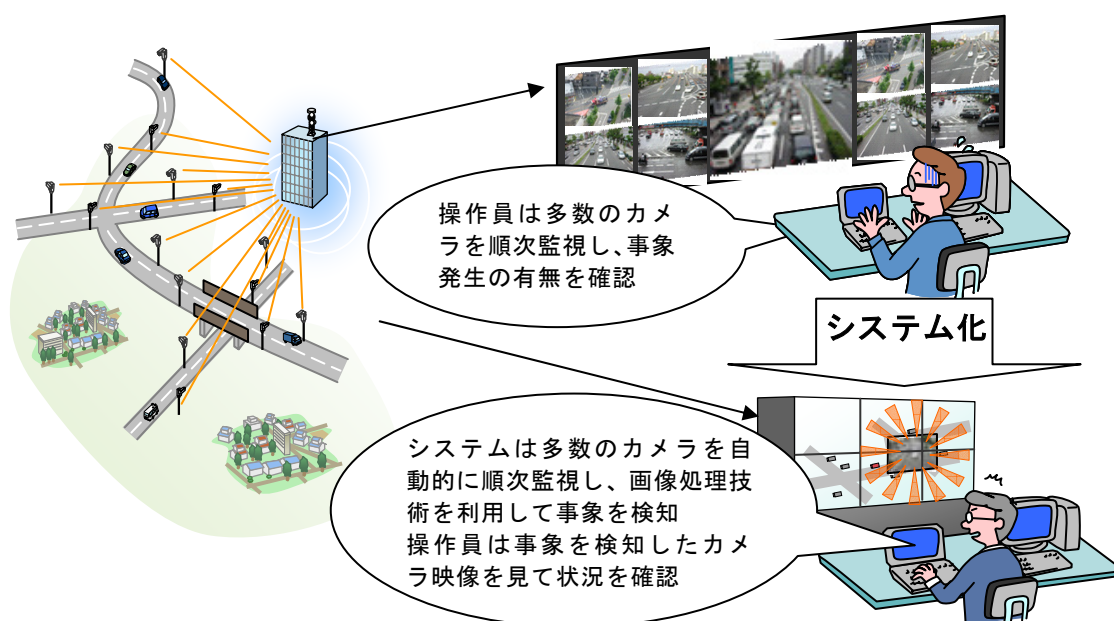 操作員は多数のカメ
ラを順次監視し、事象
発生の有無を確認
システム化
システムは多数のカメラを自
動的に順次監視し、画像処理技
術を利用して事象を検知
操作員は事象を検知したカメ
ラ映像を見て状況を確認